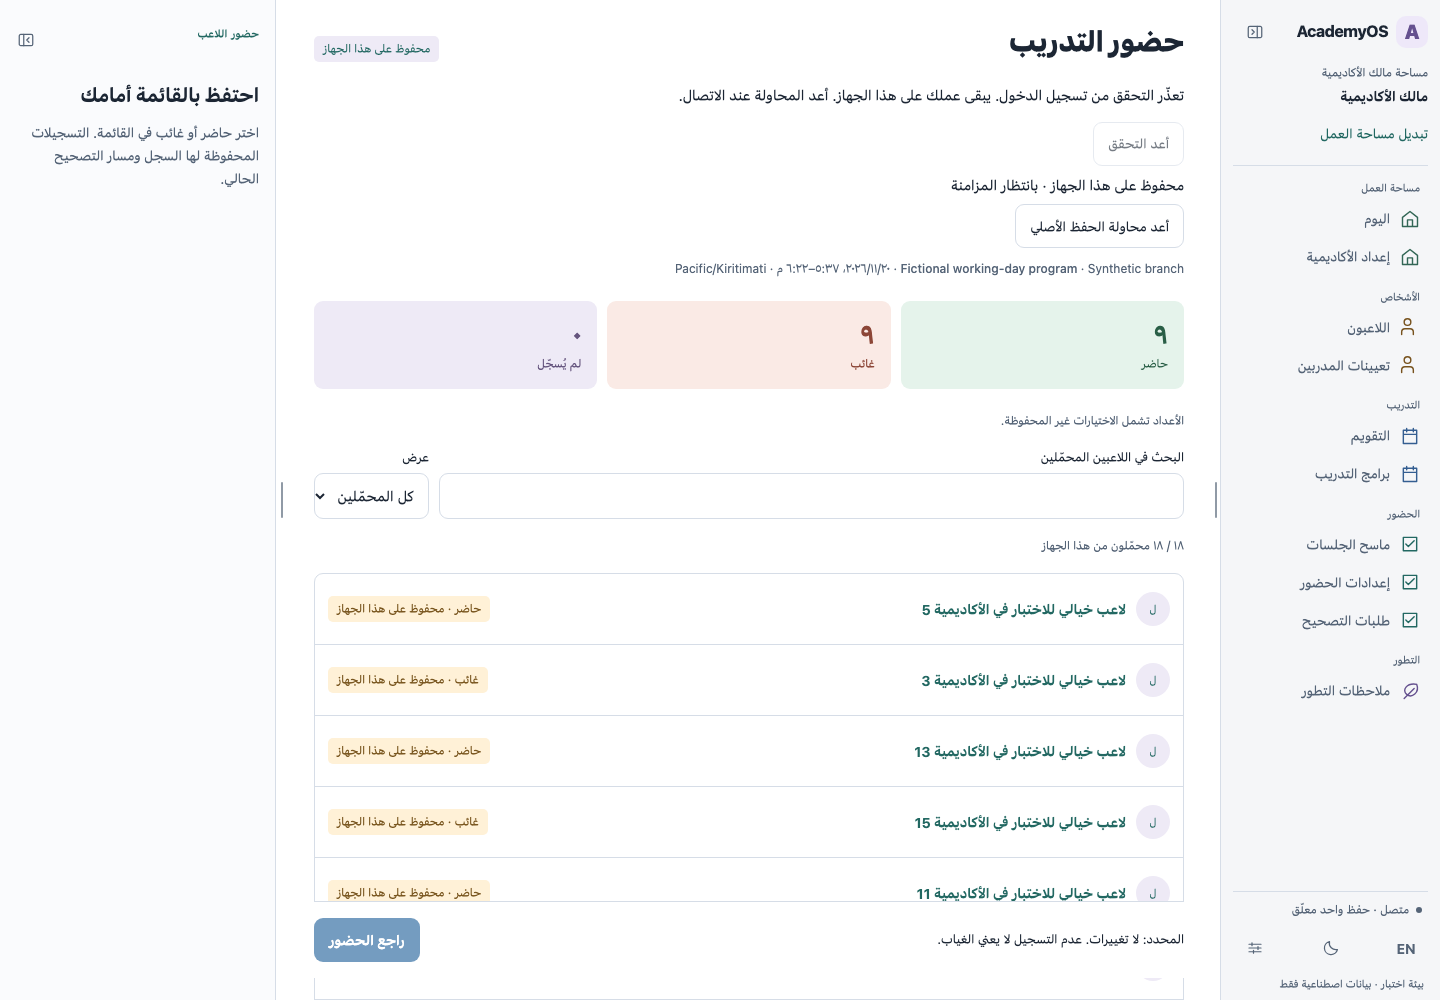 A AcademyOS
مساحة مالك الأكاديمية
مالك الأكاديمية
تبديل مساحة العمل
مساحة العمل
اليوم
إعداد الأكاديمية
الأشخاص
اللاعبون
تعيينات المدربين
التدريب
التقويم
برامج التدريب
الحضور
ماسح الجلسات
إعدادات الحضور
طلبات التصحيح
التطور
ملاحظات التطور
متصل · حفظ واحد معلّق
EN
بيئة اختبار · بيانات اصطناعية فقط
حضور التدريب
محفوظ على هذا الجهاز
تعذّر التحقق من تسجيل الدخول. يبقى عملك على هذا الجهاز. أعد المحاولة عند الاتصال.
أعد التحقق
محفوظ على هذا الجهاز · بانتظار المزامنة
أعد محاولة الحفظ الأصلي
Pacific/Kiritimati · ٢٠٢٦/١١/٢٠، ٥:٣٧–٦:٢٢ م · Fictional working-day program · Synthetic branch
٩
حاضر
٩
غائب
٠
لم يُسجّل
الأعداد تشمل الاختيارات غير المحفوظة.
البحث في اللاعبين المحمّلين
عرض
كل المحمّلين
١٨ / ١٨ محمّلون من هذا الجهاز
ل لاعب خيالي للاختبار في الأكاديمية 5 حاضر · محفوظ على هذا الجهاز
ل لاعب خيالي للاختبار في الأكاديمية 3 غائب · محفوظ على هذا الجهاز
ل لاعب خيالي للاختبار في الأكاديمية 13 حاضر · محفوظ على هذا الجهاز
ل لاعب خيالي للاختبار في الأكاديمية 15 غائب · محفوظ على هذا الجهاز
ل لاعب خيالي للاختبار في الأكاديمية 11 حاضر · محفوظ على هذا الجهاز
المحدد: لا تغييرات. عدم التسجيل لا يعني الغياب.
راجع الحضور
حضور اللاعب
احتفظ بالقائمة أمامك
اختر حاضر أو غائب في القائمة. التسجيلات
المحفوظة لها السجل ومسار التصحيح
الحالي.